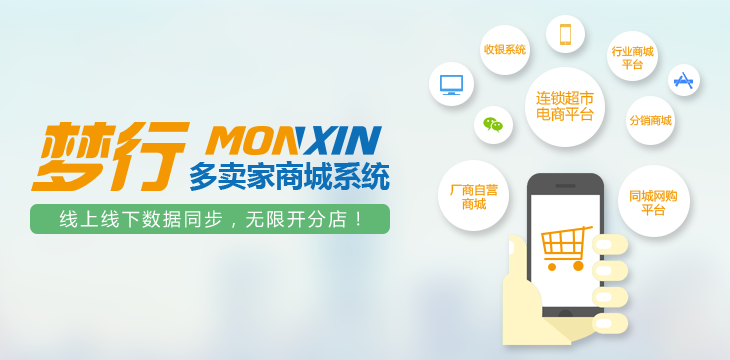 梦行
MONXIN
多卖家商城系统
线上线下数据同步，无限开分店！
收银系统
行业商城
平台
连锁超市
电商平台
分销商城
厂商自营
商城
同城网购
平台